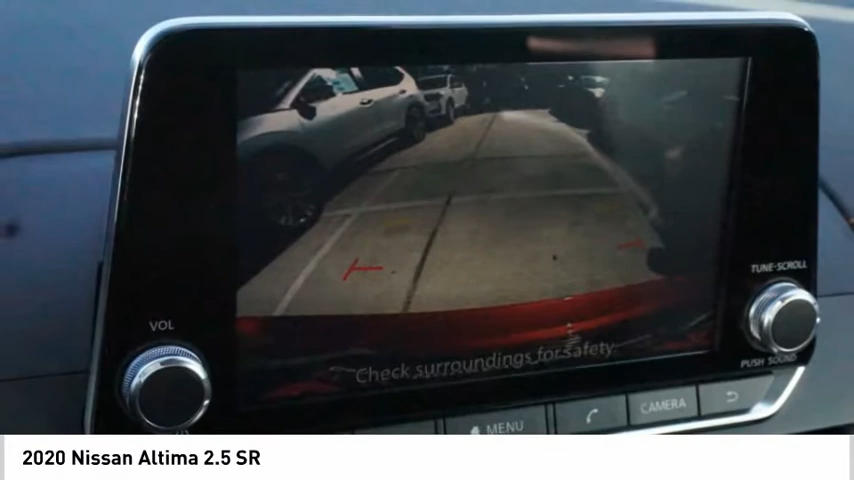 Check surroundings for safety
VOL
TUNE·SCROLL
PUSH SOUND
MENU
CAMERA
2020 Nissan Altima 2.5 SR